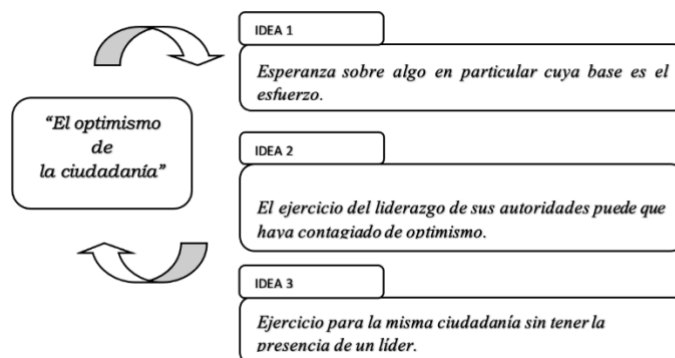 IDEA 1
Esperanza sobre algo en particular cuya base es el
esfuerzo.
“El optimismo
de
la ciudadanía”
IDEA 2
El ejercicio del liderazgo de sus autoridades puede que
haya contagiado de optimismo.
IDEA 3
Ejercicio para la misma ciudadanía sin tener la
presencia de un líder.